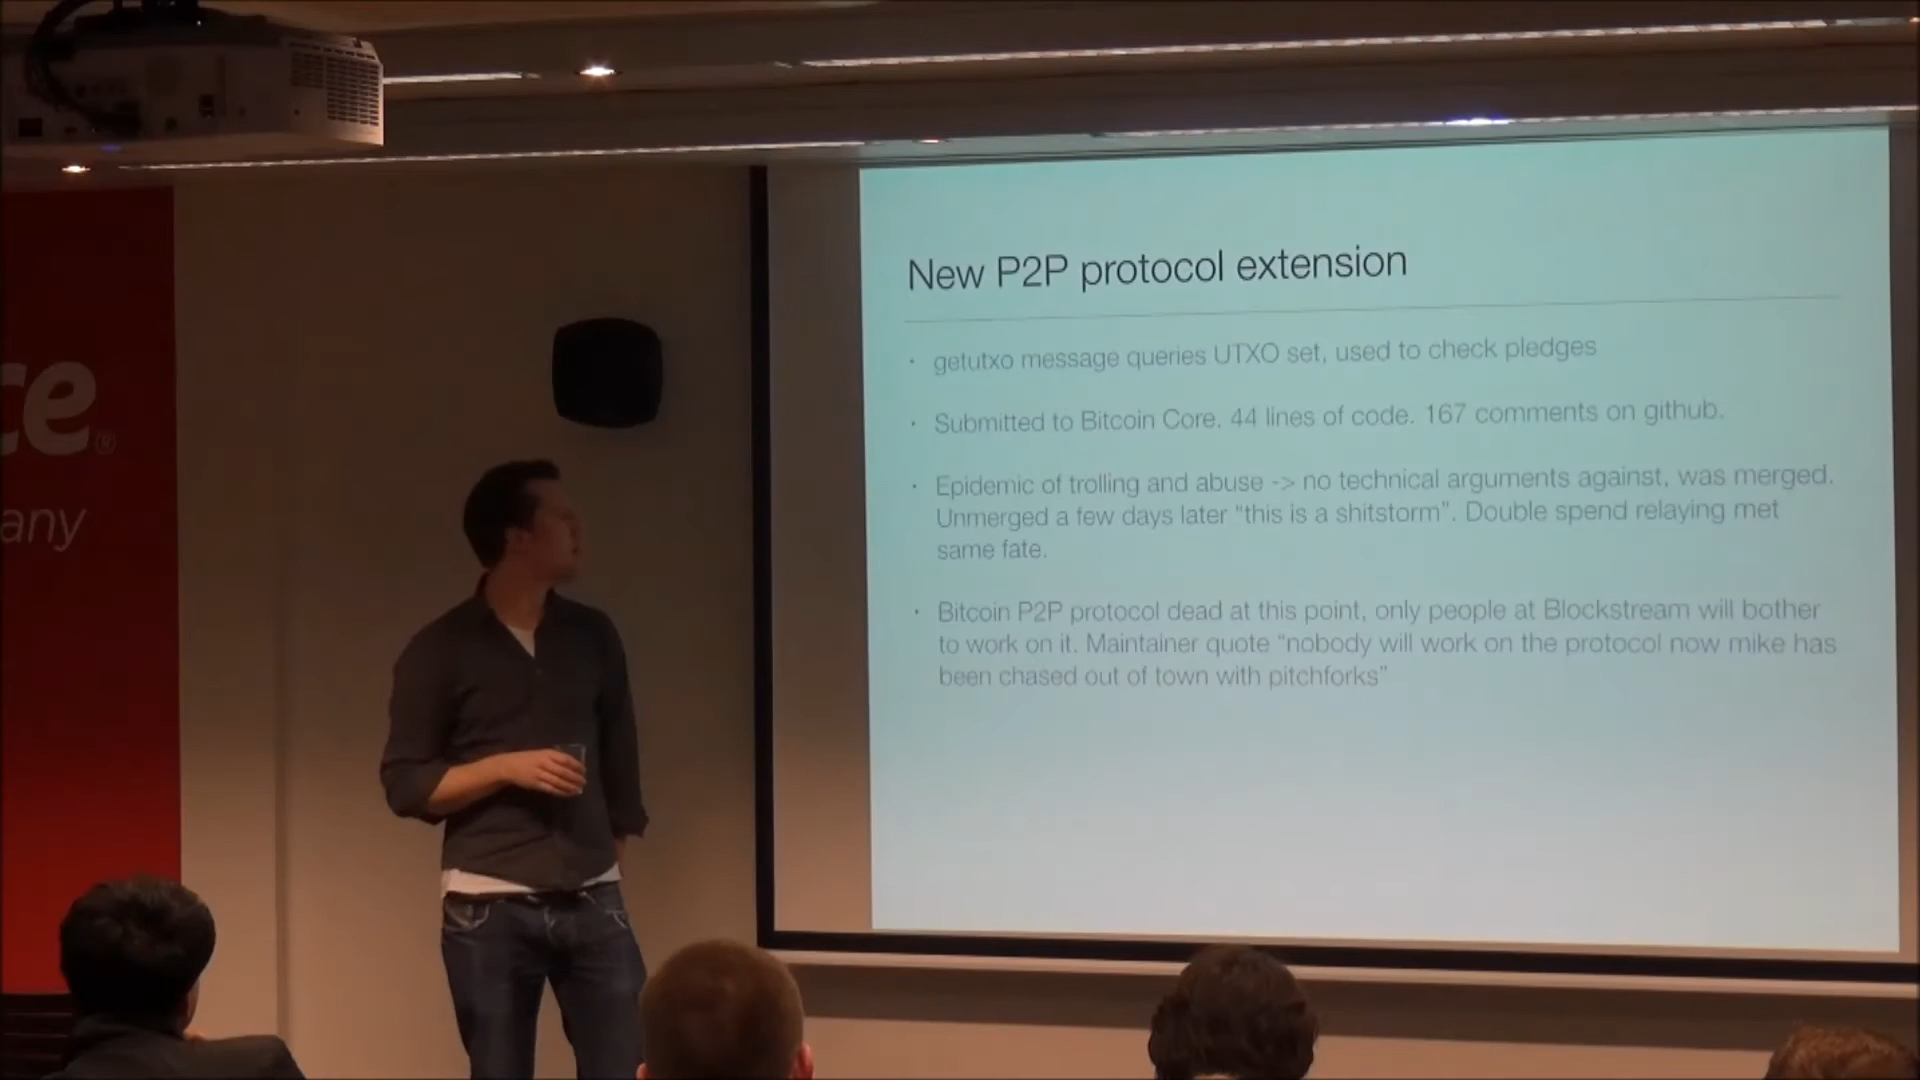 New P2P protocol extension
· getutxo message queries UTXO set, used to check pledges
· Submitted to Bitcoin Core. 44 lines of code. 167 comments on github.
· Epidemic of trolling and abuse -> no technical arguments against, was merged.
Unmerged a few days later “this is a shitstorm”. Double spend relaying met
same fate.
· Bitcoin P2P protocol dead at this point, only people at Blockstream will bother
to work on it. Maintainer quote “nobody will work on the protocol now mike has
been chased out of town with pitchforks”
ce®
any